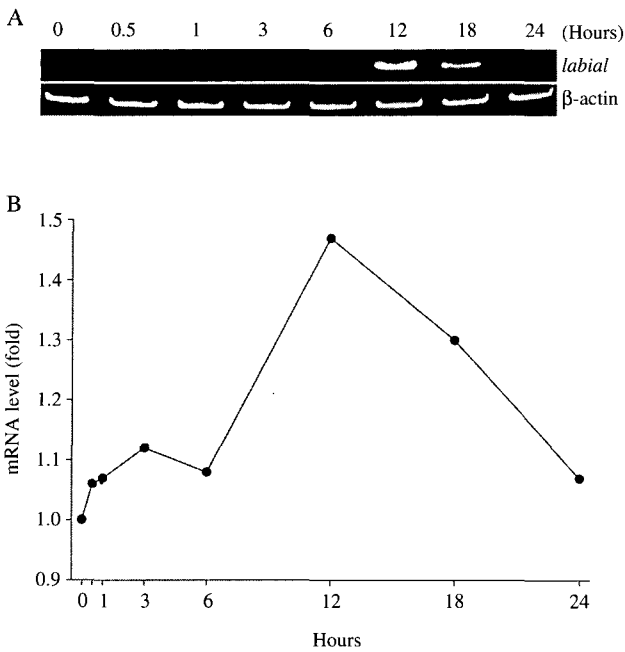 A
0 0.5 1 3 6 12 18 24 (Hours)
labial
β-actin
B
1.5
1.4
1.3
1.2
1.1
1.0
0.9
mRNA level (fold)
0 1 3 6 12 18 24
Hours